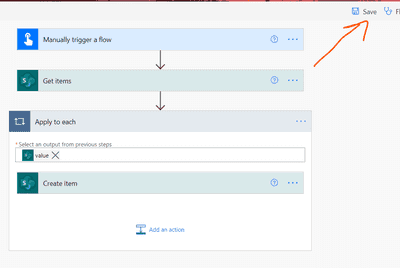 Save
Manually trigger a flow
Get items
Apply to each
*Select an output from previous steps
value
Create item
Add an action